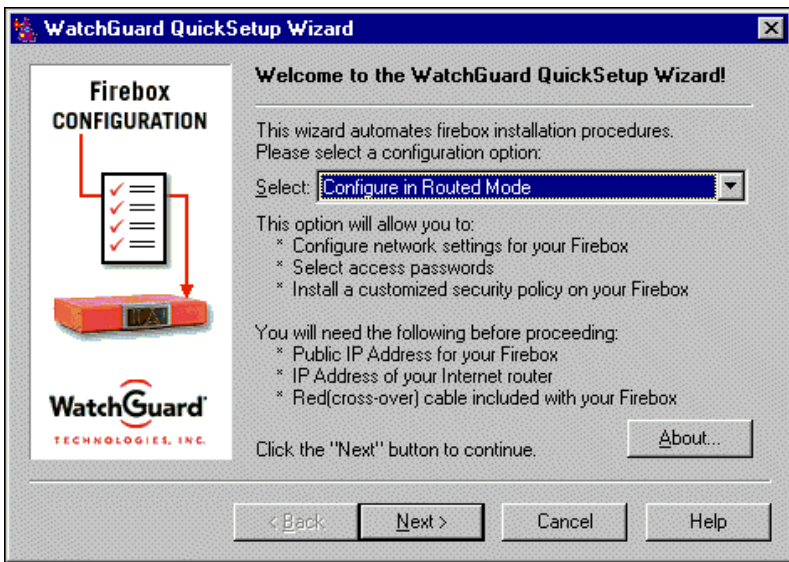 WatchGuard QuickSetup Wizard
Firebox
CONFIGURATION
WatchGuard
TECHNOLOGIES, INC.
Welcome to the WatchGuard QuickSetup Wizard!
This wizard automates firebox installation procedures.
Please select a configuration option:
Select: Configure in Routed Mode
This option will allow you to:
* Configure network settings for your Firebox
* Select access passwords
* Install a customized security policy on your Firebox
You will need the following before proceeding:
* Public IP Address for your Firebox
* IP Address of your Internet router
* Red(cross-over) cable included with your Firebox
Click the "Next" button to continue.
About...
< Back
Next >
Cancel
Help